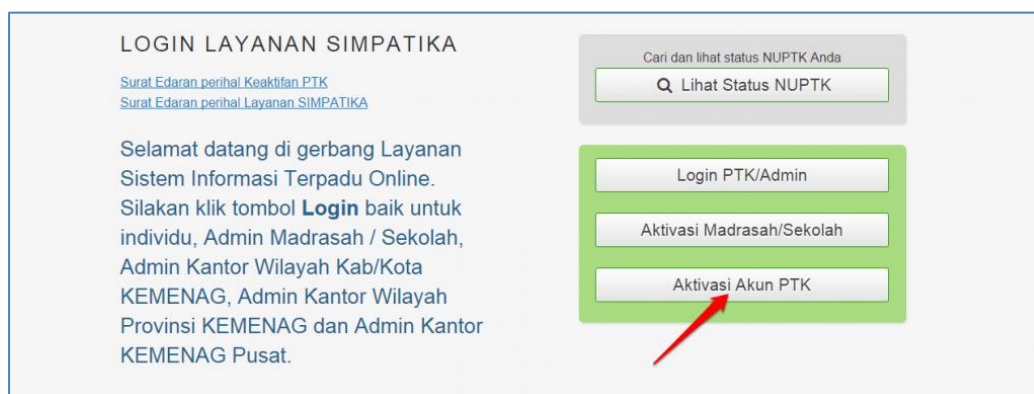 LOGIN LAYANAN SIMPATIKA
Surat Edaran perihal Keaktifan PTK
Surat Edaran perihal Layanan SIMPATIKA
Selamat datang di gerbang Layanan
Sistem Informasi Terpadu Online.
Silakan klik tombol Login baik untuk
individu, Admin Madrasah / Sekolah,
Admin Kantor Wilayah Kab/Kota
KEMENAG, Admin Kantor Wilayah
Provinsi KEMENAG dan Admin Kantor
KEMENAG Pusat.
Cari dan lihat status NUPTK Anda
Lihat Status NUPTK
Login PTK/Admin
Aktivasi Madrasah/Sekolah
Aktivasi Akun PTK